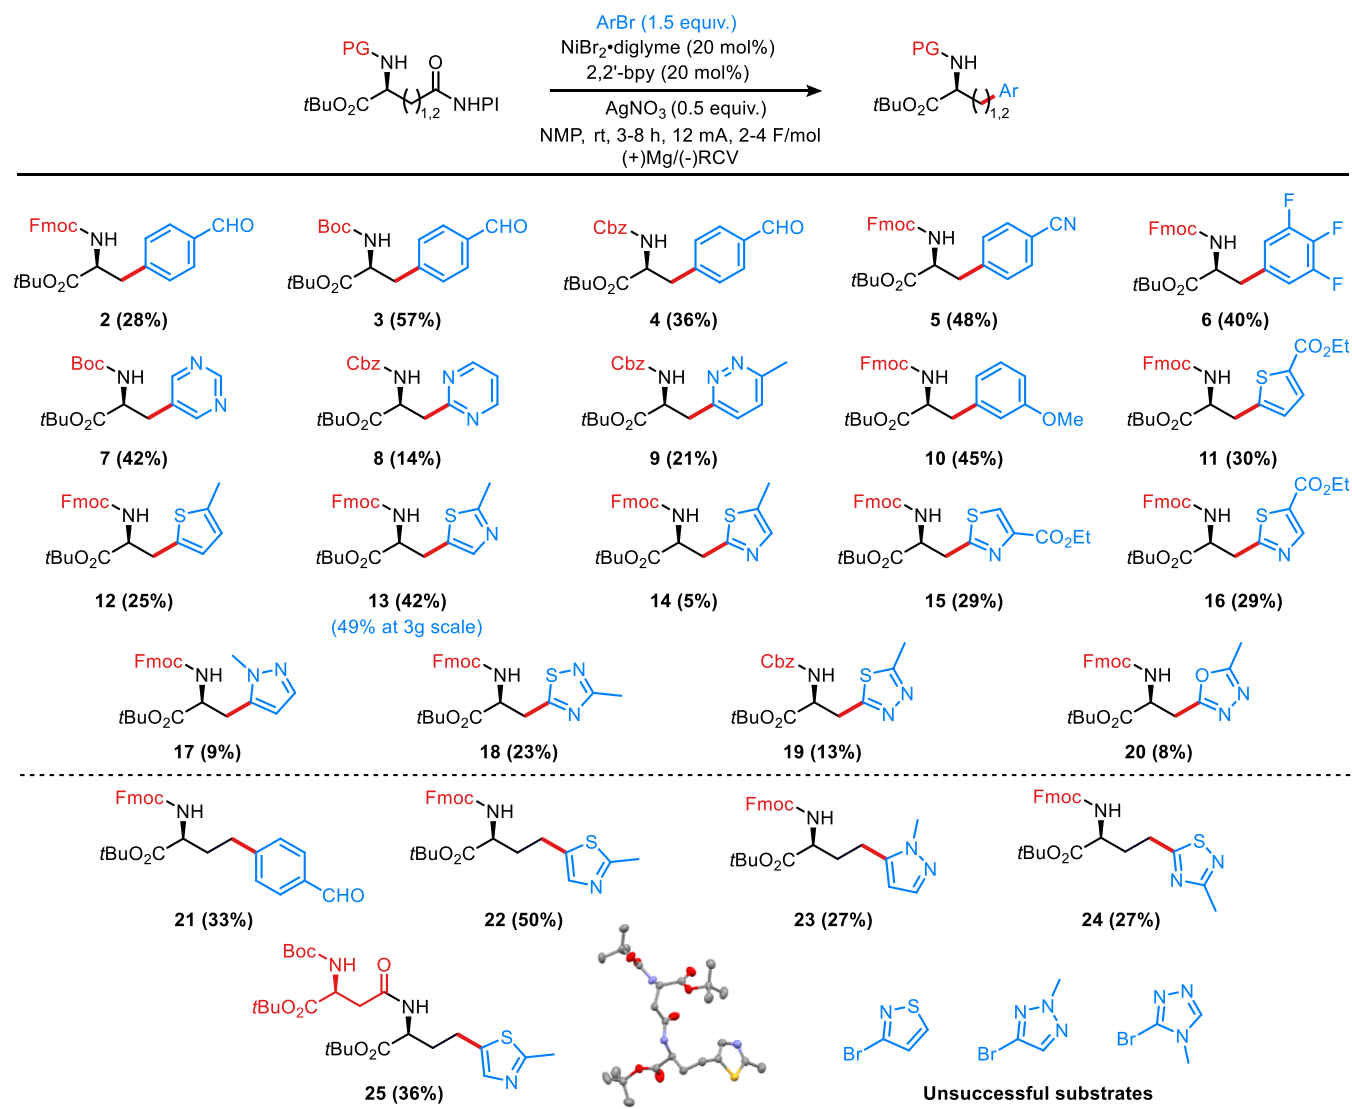 ArBr (1.5 equiv.)
NiBr2•diglyme (20 mol%)
2,2'-bpy (20 mol%)
AgNO3 (0.5 equiv.)
NMP, rt, 3-8 h, 12 mA, 2-4 F/mol
(+)Mg/(-)RCV
PG NH O
tBuO2C 1,2 NHPI
PG NH
tBuO2C 1,2 Ar
Fmoc NH CHO
tBuO2C
2 (28%)
Boc NH CHO
tBuO2C
3 (57%)
Cbz NH CHO
tBuO2C
4 (36%)
Fmoc NH CN
tBuO2C
5 (48%)
Fmoc NH F F F
tBuO2C
6 (40%)
Boc NH N N
tBuO2C
7 (42%)
Cbz NH N N
tBuO2C
8 (14%)
Cbz NH N N
tBuO2C
9 (21%)
Fmoc NH OMe
tBuO2C
10 (45%)
Fmoc NH S CO2Et
tBuO2C
11 (30%)
Fmoc NH S
tBuO2C
12 (25%)
Fmoc NH S N
tBuO2C
13 (42%)
(49% at 3g scale)
Fmoc NH S N
tBuO2C
14 (5%)
Fmoc NH S N CO2Et
tBuO2C
15 (29%)
Fmoc NH S N CO2Et
tBuO2C
16 (29%)
Fmoc NH N N
tBuO2C
17 (9%)
Fmoc NH S N N
tBuO2C
18 (23%)
Cbz NH S N N
tBuO2C
19 (13%)
Fmoc NH O N N
tBuO2C
20 (8%)
Fmoc NH
tBuO2C CHO
21 (33%)
Fmoc NH
tBuO2C S N
22 (50%)
Fmoc NH
tBuO2C N N
23 (27%)
Fmoc NH
tBuO2C S N N
24 (27%)
Boc NH O
tBuO2C NH
tBuO2C S N
25 (36%)
N S Br
N N N Br
N N N Br
Unsuccessful substrates